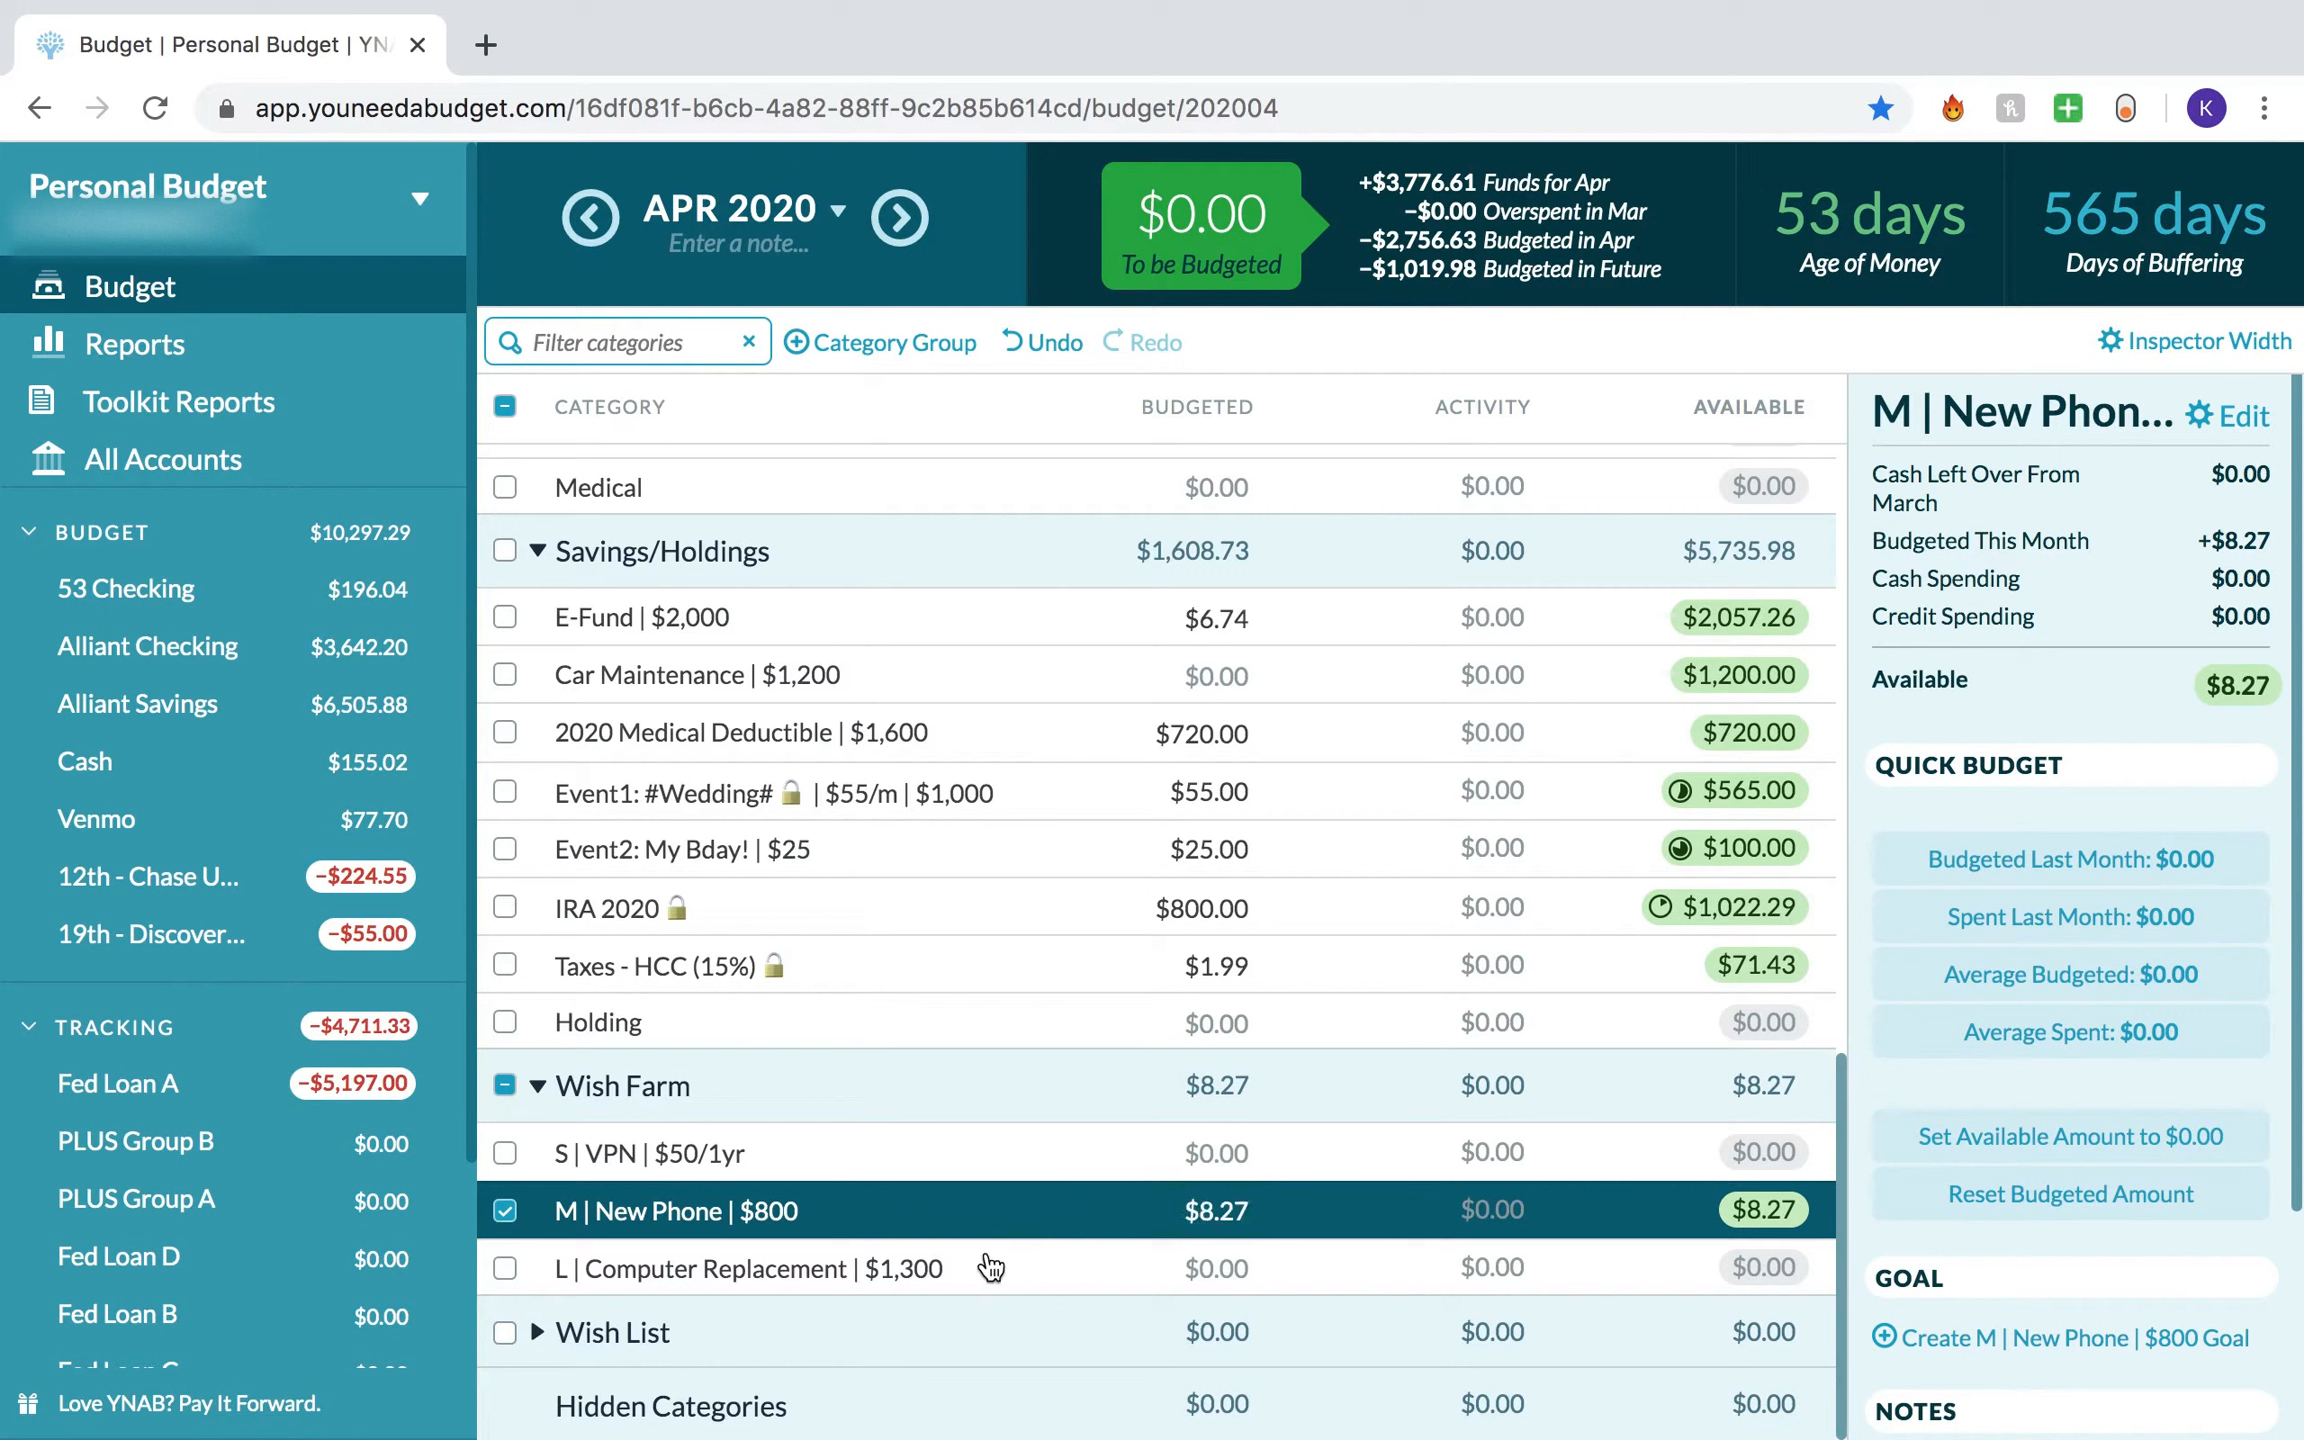 Budget | Personal Budget | YN
app.youneedabudget.com/16df081f-b6cb-4a82-88ff-9c2b85b614cd/budget/202004
K
Personal Budget
Budget
Reports
Toolkit Reports
All Accounts
BUDGET $10,297.29
53 Checking $196.04
Alliant Checking $3,642.20
Alliant Savings $6,505.88
Cash $155.02
Venmo $77.70
12th - Chase U... −$224.55
19th - Discover... −$55.00
TRACKING −$4,711.33
Fed Loan A −$5,197.00
PLUS Group B $0.00
PLUS Group A $0.00
Fed Loan D $0.00
Fed Loan B $0.00
Love YNAB? Pay It Forward.
APR 2020
Enter a note...
$0.00
To be Budgeted
+$3,776.61 Funds for Apr
−$0.00 Overspent in Mar
−$2,756.63 Budgeted in Apr
−$1,019.98 Budgeted in Future
53 days
Age of Money
565 days
Days of Buffering
Filter categories
Category Group
Undo
Redo
Inspector Width
CATEGORY BUDGETED ACTIVITY AVAILABLE
Medical $0.00 $0.00 $0.00
Savings/Holdings $1,608.73 $0.00 $5,735.98
E-Fund | $2,000 $6.74 $0.00 $2,057.26
Car Maintenance | $1,200 $0.00 $0.00 $1,200.00
2020 Medical Deductible | $1,600 $720.00 $0.00 $720.00
Event1: #Wedding# 🔒 | $55/m | $1,000 $55.00 $0.00 $565.00
Event2: My Bday! | $25 $25.00 $0.00 $100.00
IRA 2020 🔒 $800.00 $0.00 $1,022.29
Taxes - HCC (15%) 🔒 $1.99 $0.00 $71.43
Holding $0.00 $0.00 $0.00
Wish Farm $8.27 $0.00 $8.27
S | VPN | $50/1yr $0.00 $0.00 $0.00
M | New Phone | $800 $8.27 $0.00 $8.27
L | Computer Replacement | $1,300 $0.00 $0.00 $0.00
Wish List $0.00 $0.00 $0.00
Hidden Categories $0.00 $0.00 $0.00
M | New Phon... Edit
Cash Left Over From
March $0.00
Budgeted This Month +$8.27
Cash Spending $0.00
Credit Spending $0.00
Available $8.27
QUICK BUDGET
Budgeted Last Month: $0.00
Spent Last Month: $0.00
Average Budgeted: $0.00
Average Spent: $0.00
Set Available Amount to $0.00
Reset Budgeted Amount
GOAL
Create M | New Phone | $800 Goal
NOTES